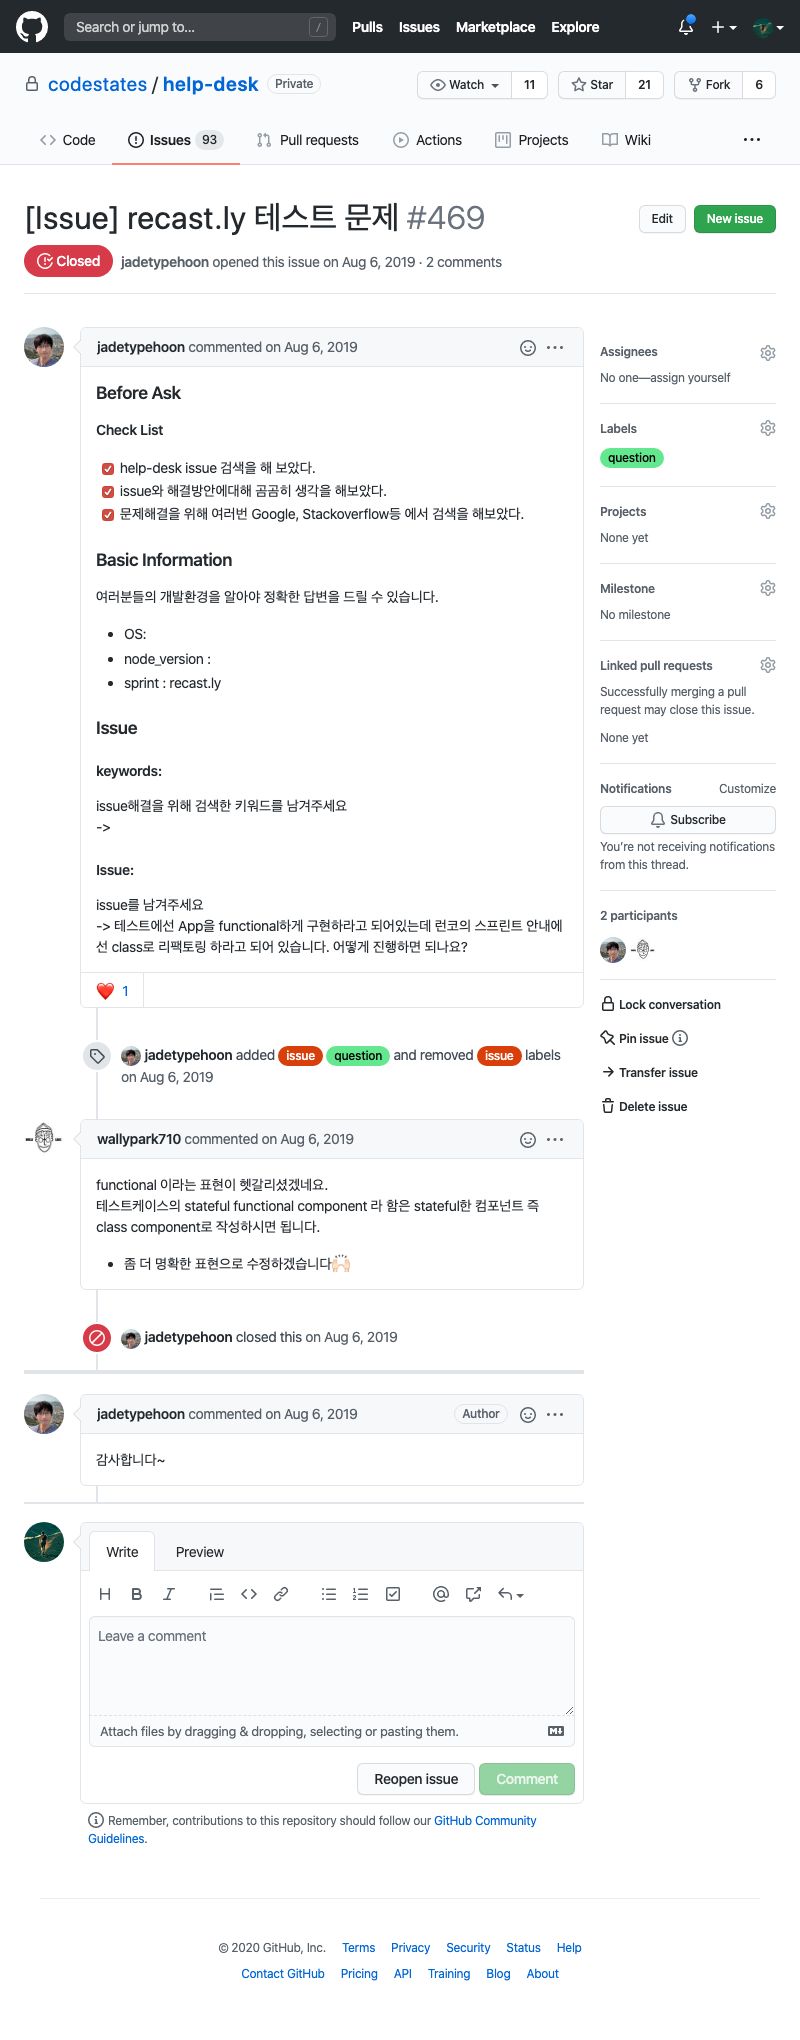 Search or jump to... /
Pulls Issues Marketplace Explore
codestates / help-desk Private
Watch 11 Star 21 Fork 6
Code Issues 93 Pull requests Actions Projects Wiki ...
[Issue] recast.ly 테스트 문제 #469
Edit New issue
Closed jadetypehoon opened this issue on Aug 6, 2019 · 2 comments
jadetypehoon commented on Aug 6, 2019
Before Ask
Check List
help-desk issue 검색을 해 보았다.
issue와 해결방안에대해 곰곰히 생각을 해보았다.
문제해결을 위해 여러번 Google, Stackoverflow등 에서 검색을 해보았다.
Basic Information
여러분들의 개발환경을 알아야 정확한 답변을 드릴 수 있습니다.
• OS:
• node_version :
• sprint : recast.ly
Issue
keywords:
issue해결을 위해 검색한 키워드를 남겨주세요
->
Issue:
issue를 남겨주세요
-> 테스트에선 App을 functional하게 구현하라고 되어있는데 런코의 스프린트 안내에
선 class로 리팩토링 하라고 되어 있습니다. 어떻게 진행하면 되나요?
❤️ 1
jadetypehoon added issue question and removed issue labels
on Aug 6, 2019
wallypark710 commented on Aug 6, 2019
functional 이라는 표현이 헷갈리셨겠네요.
테스트케이스의 stateful functional component 라 함은 stateful한 컴포넌트 즉
class component로 작성하시면 됩니다.
• 좀 더 명확한 표현으로 수정하겠습니다🙌🏻
jadetypehoon closed this on Aug 6, 2019
jadetypehoon commented on Aug 6, 2019 Author
감사합니다~
Write Preview
Leave a comment
Attach files by dragging & dropping, selecting or pasting them.
Reopen issue Comment
Remember, contributions to this repository should follow our GitHub Community
Guidelines.
Assignees
No one—assign yourself
Labels
question
Projects
None yet
Milestone
No milestone
Linked pull requests
Successfully merging a pull
request may close this issue.
None yet
Notifications Customize
Subscribe
You're not receiving notifications
from this thread.
2 participants
Lock conversation
Pin issue
Transfer issue
Delete issue
© 2020 GitHub, Inc. Terms Privacy Security Status Help
Contact GitHub Pricing API Training Blog About